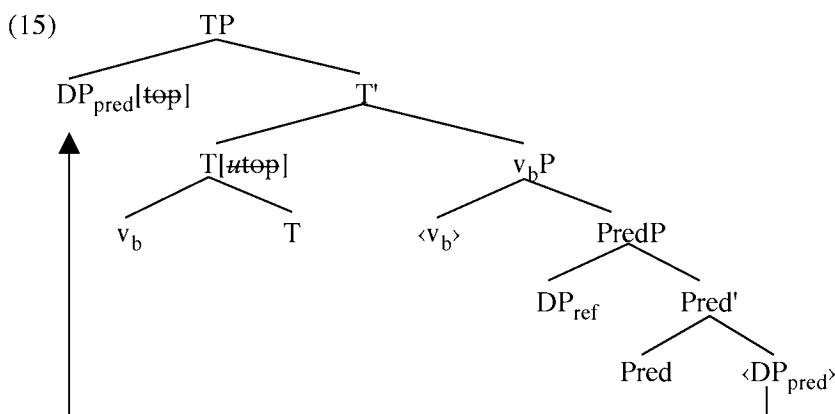 (15) TP
DPpred[top] T'
T[utop] vbP
vb T ‹vb› PredP
DPref Pred'
Pred ‹DPpred›